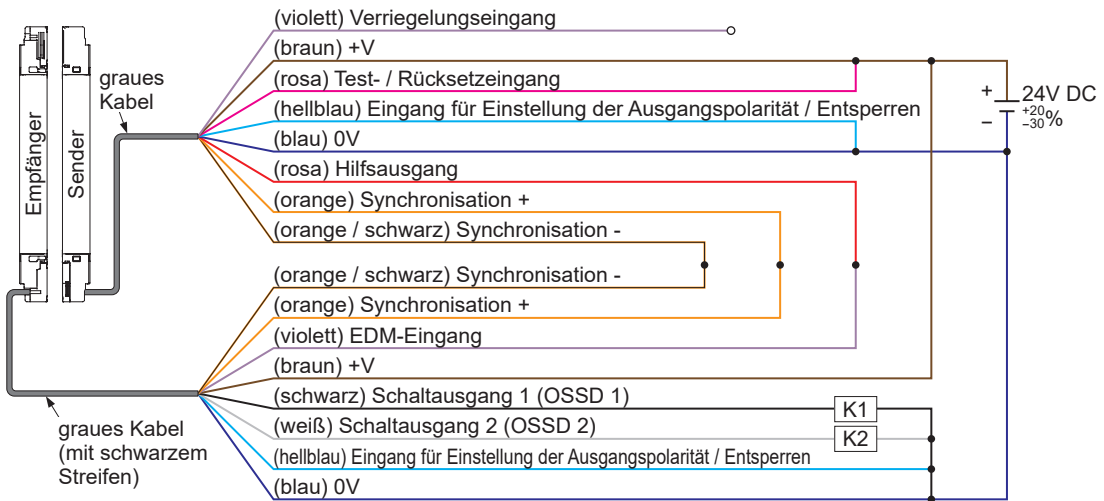 (violett) Verriegelungseingang
(braun) +V
(rosa) Test- / Rücksetzeingang
(hellblau) Eingang für Einstellung der Ausgangspolarität / Entsperren
(blau) 0V
(rosa) Hilfsausgang
(orange) Synchronisation +
(orange / schwarz) Synchronisation -
graues
Kabel
Empfänger
Sender
+
24V DC
+20
–30 %
–
(orange / schwarz) Synchronisation -
(orange) Synchronisation +
(violett) EDM-Eingang
(braun) +V
(schwarz) Schaltausgang 1 (OSSD 1)
K1
(weiß) Schaltausgang 2 (OSSD 2)
K2
(hellblau) Eingang für Einstellung der Ausgangspolarität / Entsperren
(blau) 0V
graues Kabel
(mit schwarzem
Streifen)